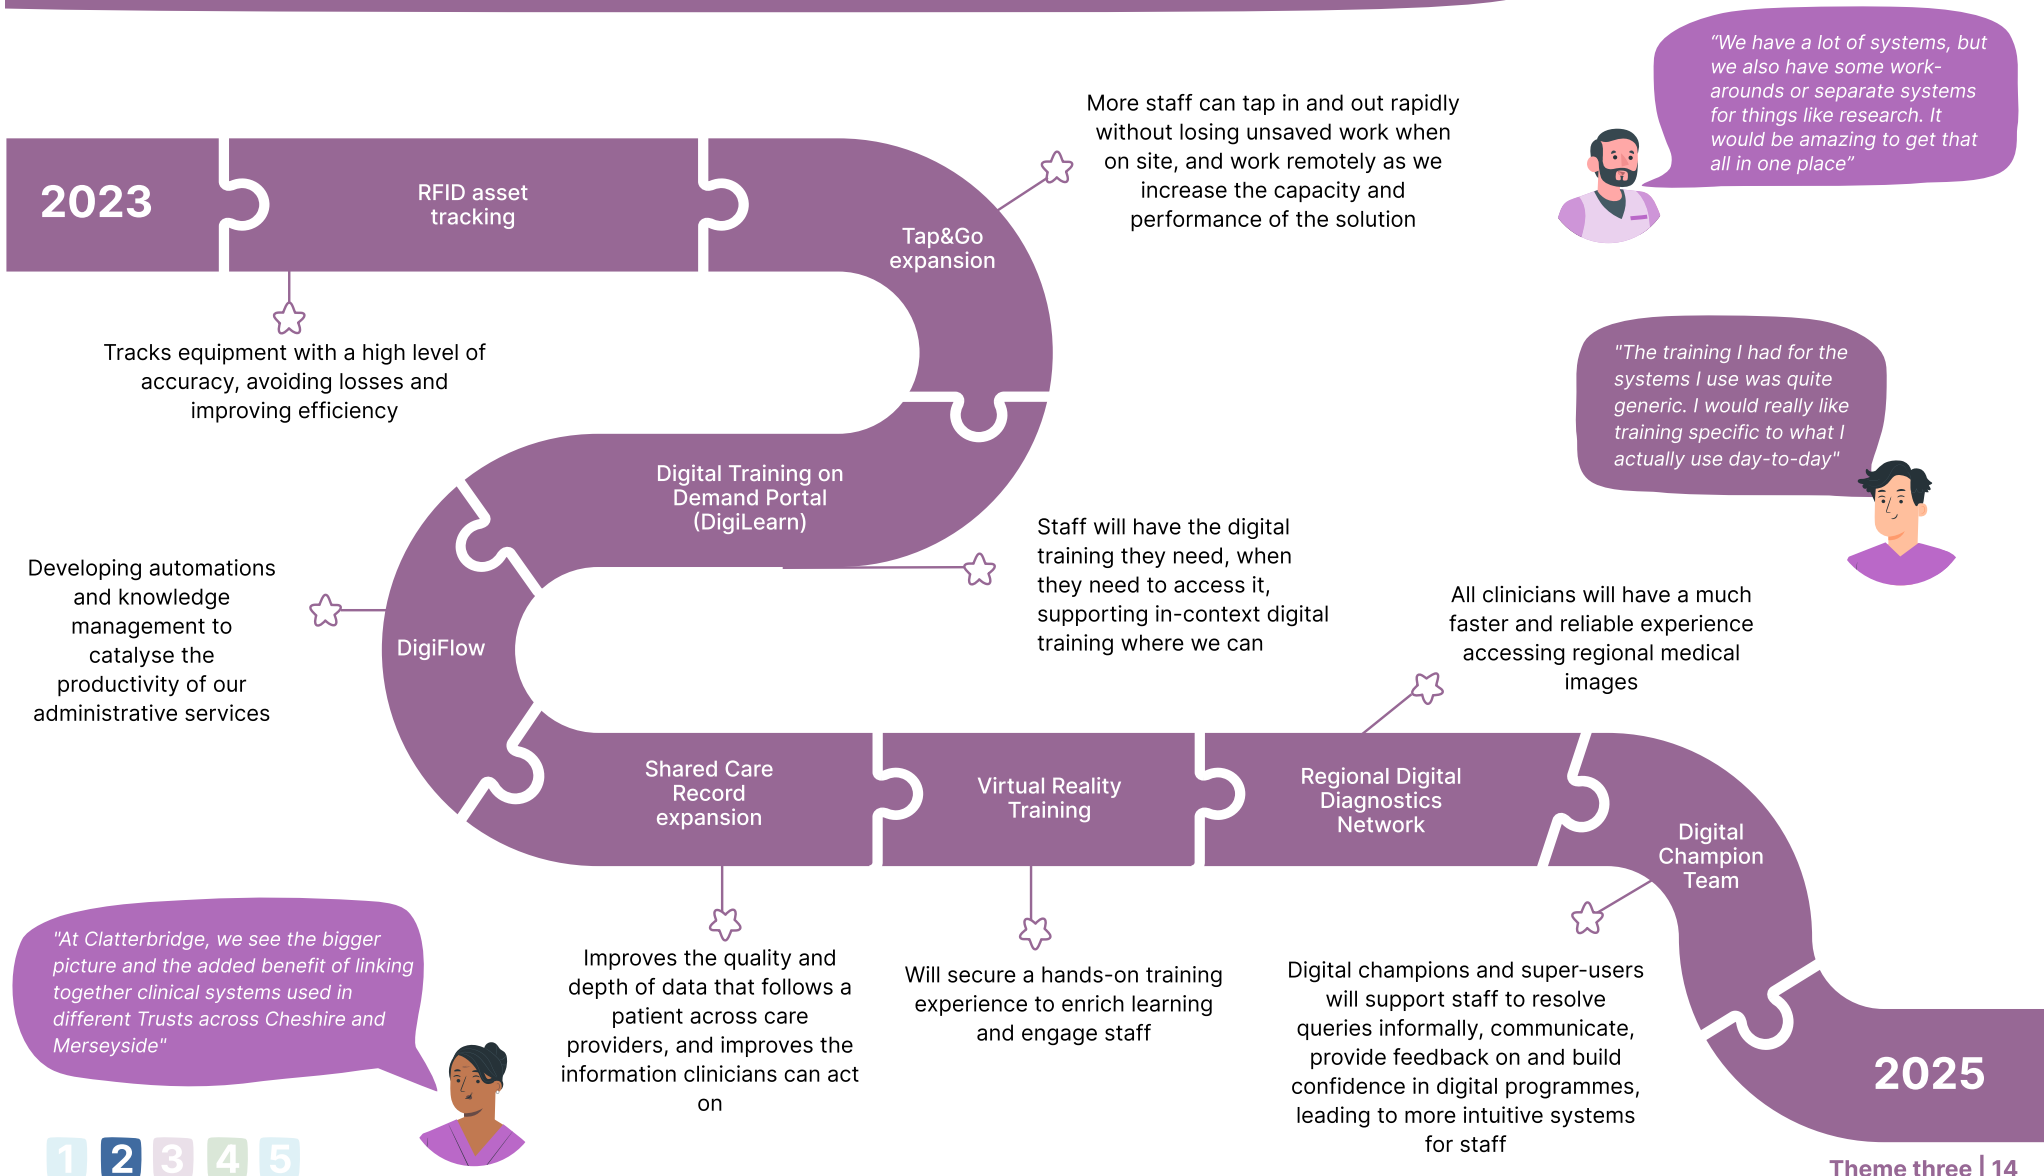 “We have a lot of systems, but
we also have some work-
arounds or separate systems
for things like research. It
would be amazing to get that
all in one place”
2023
RFID asset
tracking
Tap&Go
expansion
More staff can tap in and out rapidly
without losing unsaved work when
on site, and work remotely as we
increase the capacity and
performance of the solution
Tracks equipment with a high level of
accuracy, avoiding losses and
improving efficiency
"The training I had for the
systems I use was quite
generic. I would really like
training specific to what I
actually use day-to-day"
Digital Training on
Demand Portal
(DigiLearn)
Staff will have the digital
training they need, when
they need to access it,
supporting in-context digital
training where we can
DigiFlow
Developing automations
and knowledge
management to
catalyse the
productivity of our
administrative services
Shared Care
Record
expansion
Virtual Reality
Training
Regional Digital
Diagnostics
Network
All clinicians will have a much
faster and reliable experience
accessing regional medical
images
Digital
Champion
Team
"At Clatterbridge, we see the bigger
picture and the added benefit of linking
together clinical systems used in
different Trusts across Cheshire and
Merseyside"
Improves the quality and
depth of data that follows a
patient across care
providers, and improves the
information clinicians can act
on
Will secure a hands-on training
experience to enrich learning
and engage staff
Digital champions and super-users
will support staff to resolve
queries informally, communicate,
provide feedback on and build
confidence in digital programmes,
leading to more intuitive systems
for staff
2025
1 2 3 4 5
Theme three | 14